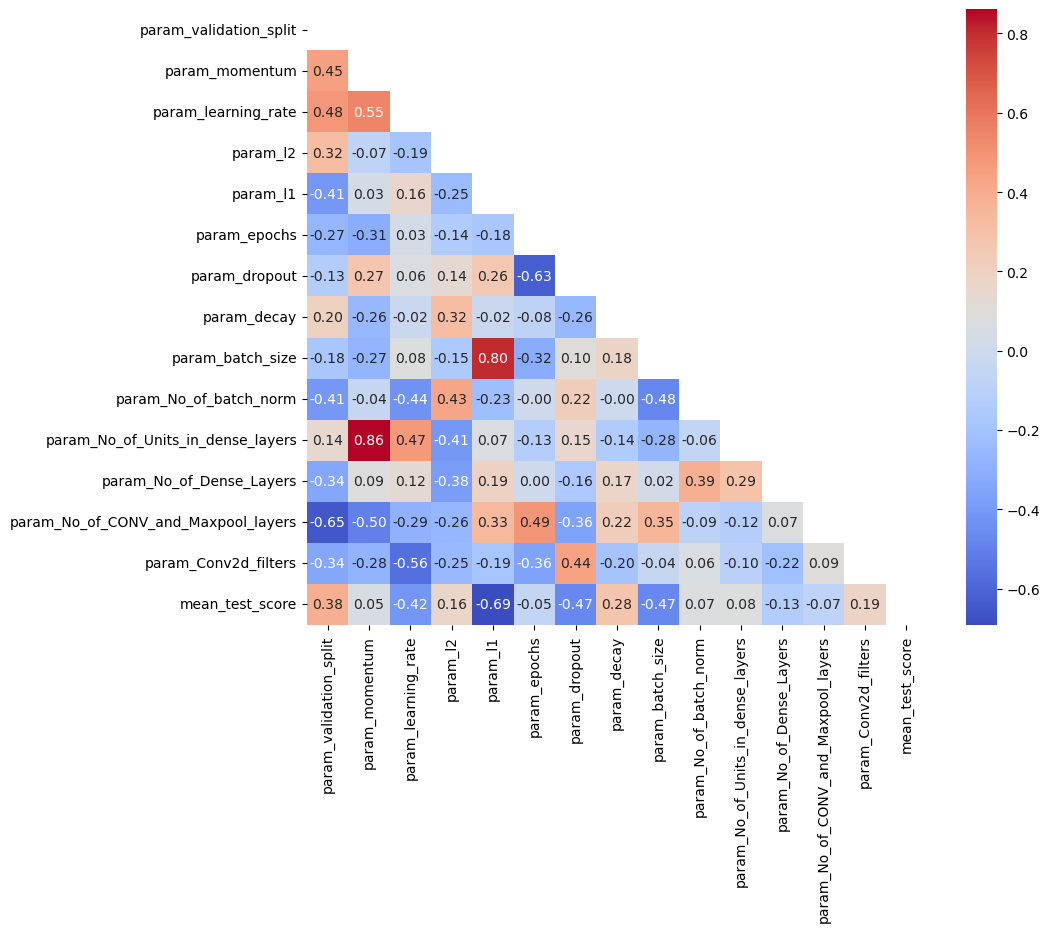 param_validation_split
param_momentum 0.45
param_learning_rate 0.48 0.55
param_l2 0.32 -0.07 -0.19
param_l1 -0.41 0.03 0.16 -0.25
param_epochs -0.27 -0.31 0.03 -0.14 -0.18
param_dropout -0.13 0.27 0.06 0.14 0.26 -0.63
param_decay 0.20 -0.26 -0.02 0.32 -0.02 -0.08 -0.26
param_batch_size -0.18 -0.27 0.08 -0.15 0.80 -0.32 0.10 0.18
param_No_of_batch_norm -0.41 -0.04 -0.44 0.43 -0.23 -0.00 0.22 -0.00 -0.48
param_No_of_Units_in_dense_layers 0.14 0.86 0.47 -0.41 0.07 -0.13 0.15 -0.14 -0.28 -0.06
param_No_of_Dense_Layers -0.34 0.09 0.12 -0.38 0.19 0.00 -0.16 0.17 0.02 0.39 0.29
param_No_of_CONV_and_Maxpool_layers -0.65 -0.50 -0.29 -0.26 0.33 0.49 -0.36 0.22 0.35 -0.09 -0.12 0.07
param_Conv2d_filters -0.34 -0.28 -0.56 -0.25 -0.19 -0.36 0.44 -0.20 -0.04 0.06 -0.10 -0.22 0.09
mean_test_score 0.38 0.05 -0.42 0.16 -0.69 -0.05 -0.47 0.28 -0.47 0.07 0.08 -0.13 -0.07 0.19
param_validation_split
param_momentum
param_learning_rate
param_l2
param_l1
param_epochs
param_dropout
param_decay
param_batch_size
param_No_of_batch_norm
param_No_of_Units_in_dense_layers
param_No_of_Dense_Layers
param_No_of_CONV_and_Maxpool_layers
param_Conv2d_filters
mean_test_score
0.8
0.6
0.4
0.2
0.0
−0.2
−0.4
−0.6